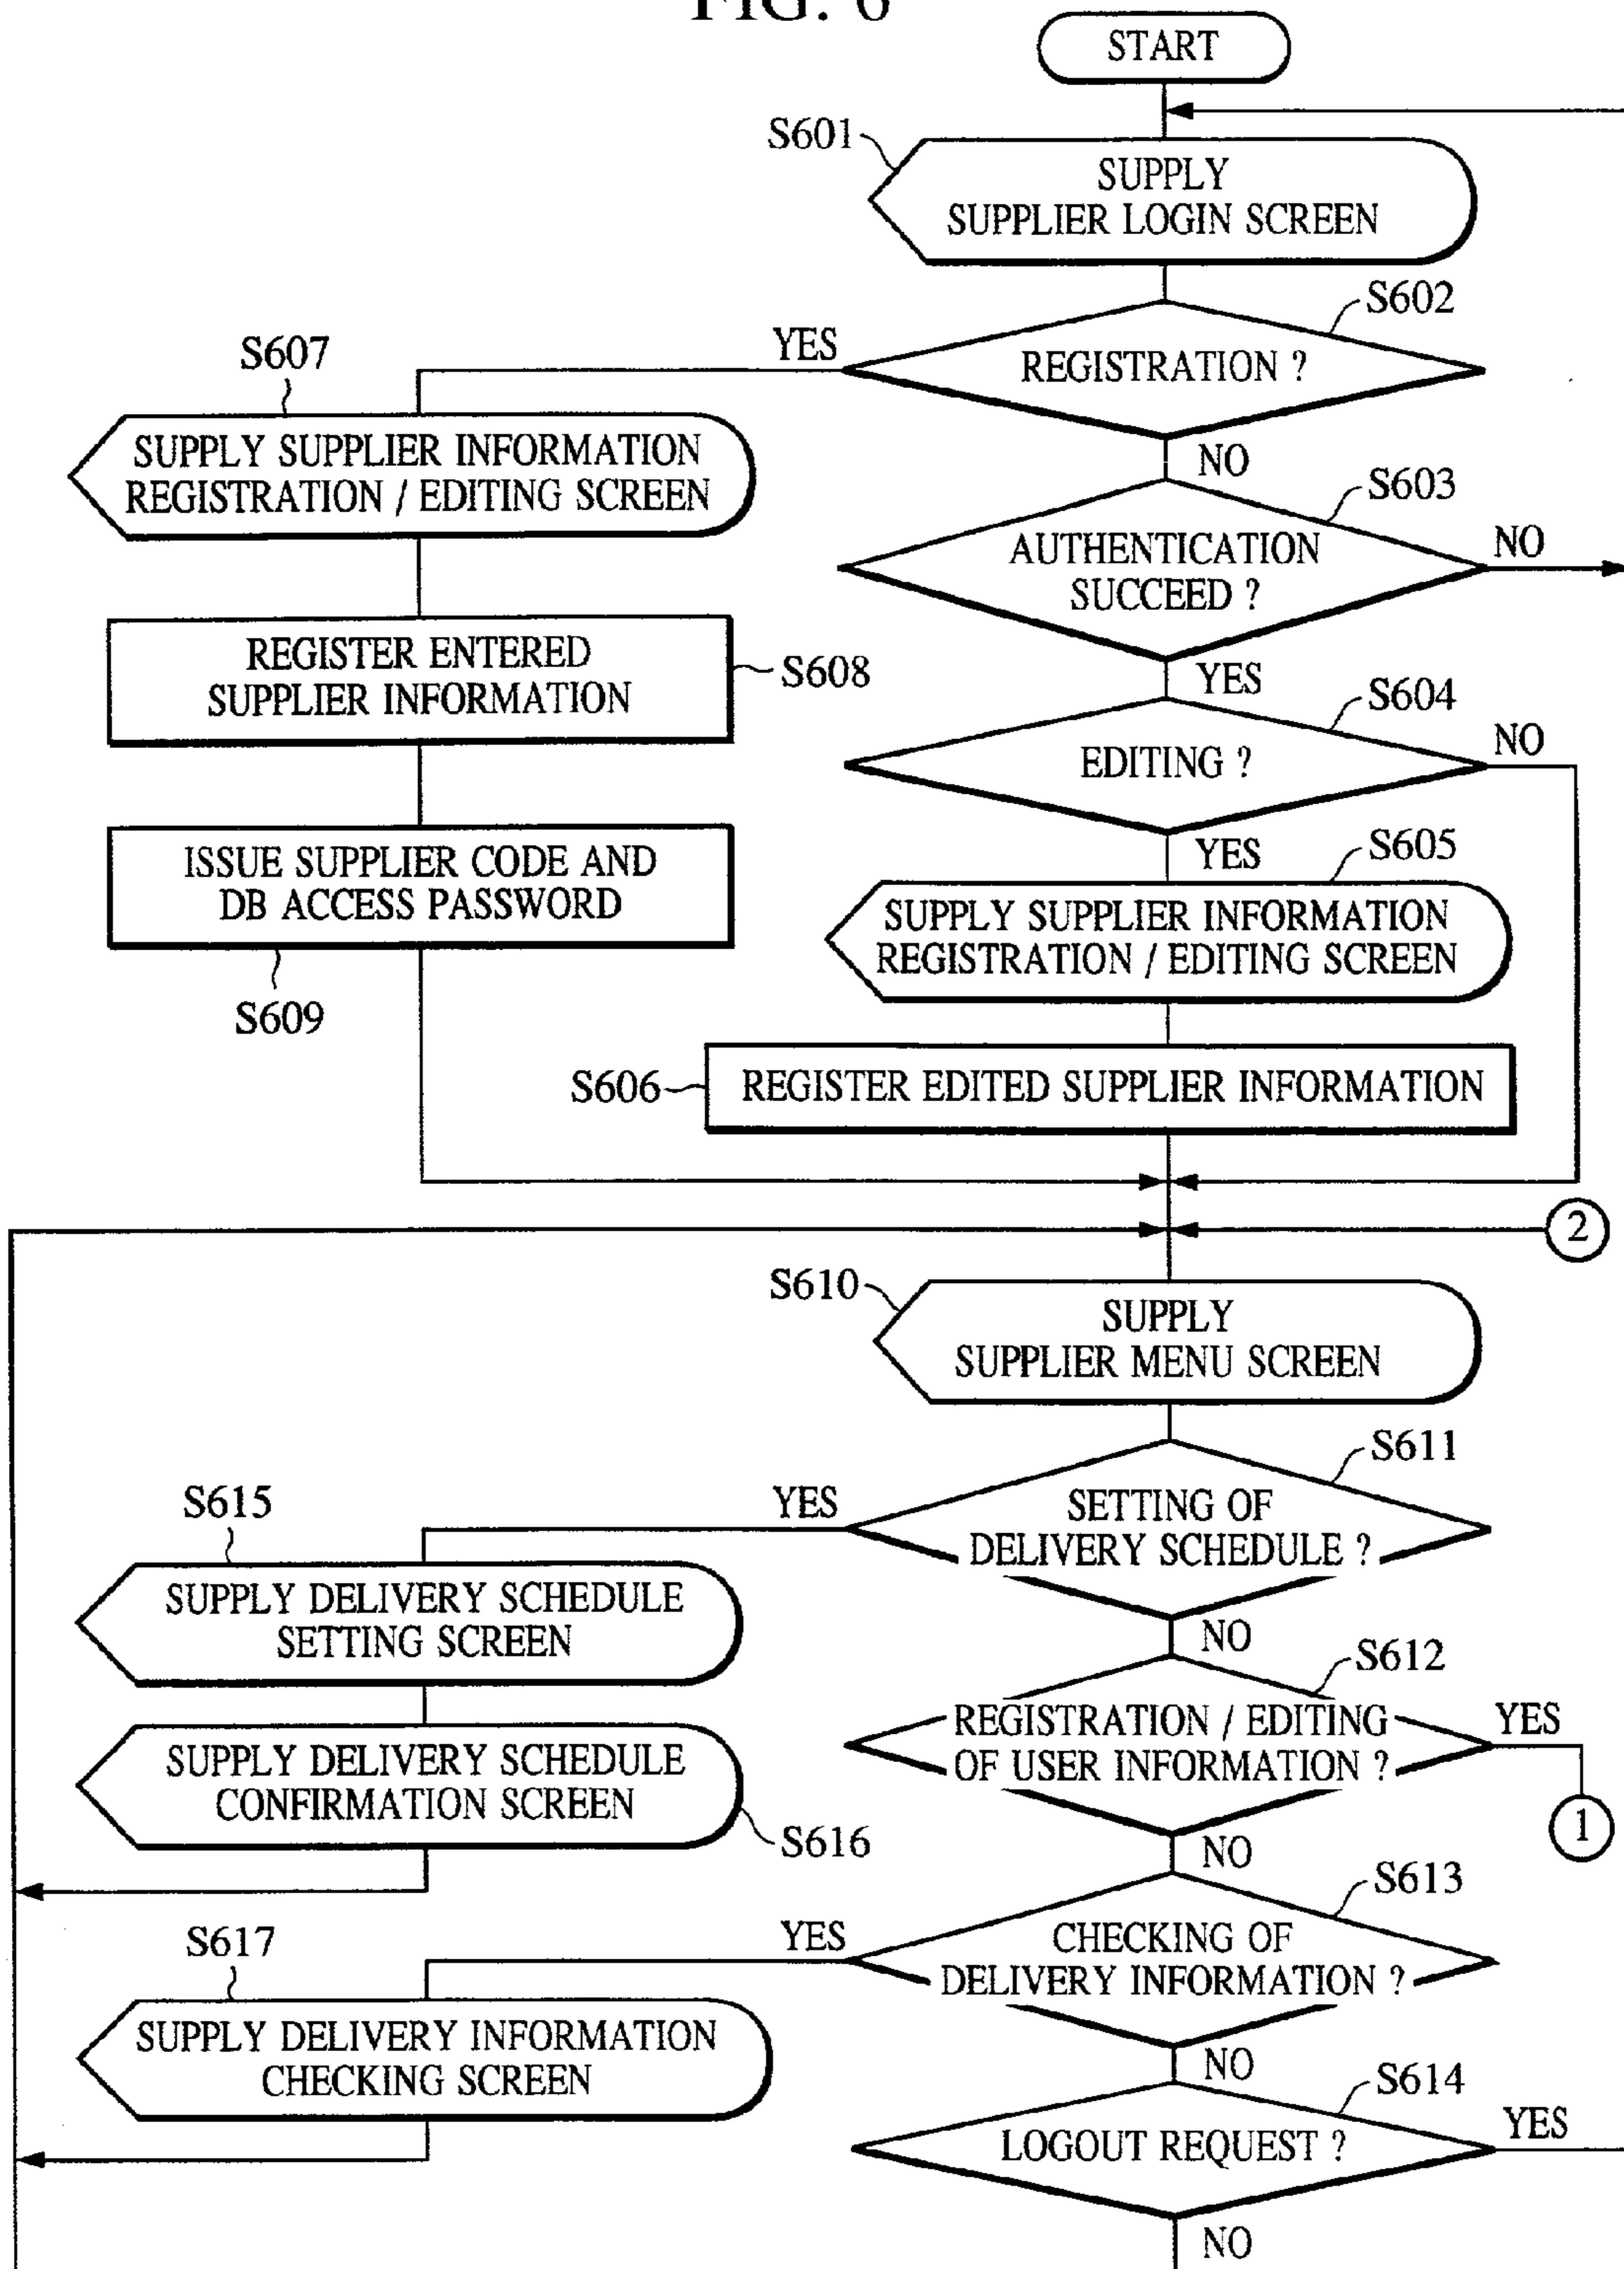 FIG. 6
START
S601
SUPPLY
SUPPLIER LOGIN SCREEN
S602
YES
REGISTRATION ?
S607
SUPPLY SUPPLIER INFORMATION
REGISTRATION / EDITING SCREEN
NO
S603
AUTHENTICATION
SUCCEED ?
NO
REGISTER ENTERED
SUPPLIER INFORMATION
S608
YES
S604
EDITING ?
NO
ISSUE SUPPLIER CODE AND
DB ACCESS PASSWORD
S609
YES
S605
SUPPLY SUPPLIER INFORMATION
REGISTRATION / EDITING SCREEN
S606
REGISTER EDITED SUPPLIER INFORMATION
2
S610
SUPPLY
SUPPLIER MENU SCREEN
S611
YES
SETTING OF
DELIVERY SCHEDULE ?
S615
SUPPLY DELIVERY SCHEDULE
SETTING SCREEN
NO
S612
REGISTRATION / EDITING
OF USER INFORMATION ?
YES
1
SUPPLY DELIVERY SCHEDULE
CONFIRMATION SCREEN
S616
NO
S613
YES
CHECKING OF
DELIVERY INFORMATION ?
S617
SUPPLY DELIVERY INFORMATION
CHECKING SCREEN
NO
S614
LOGOUT REQUEST ?
YES
NO